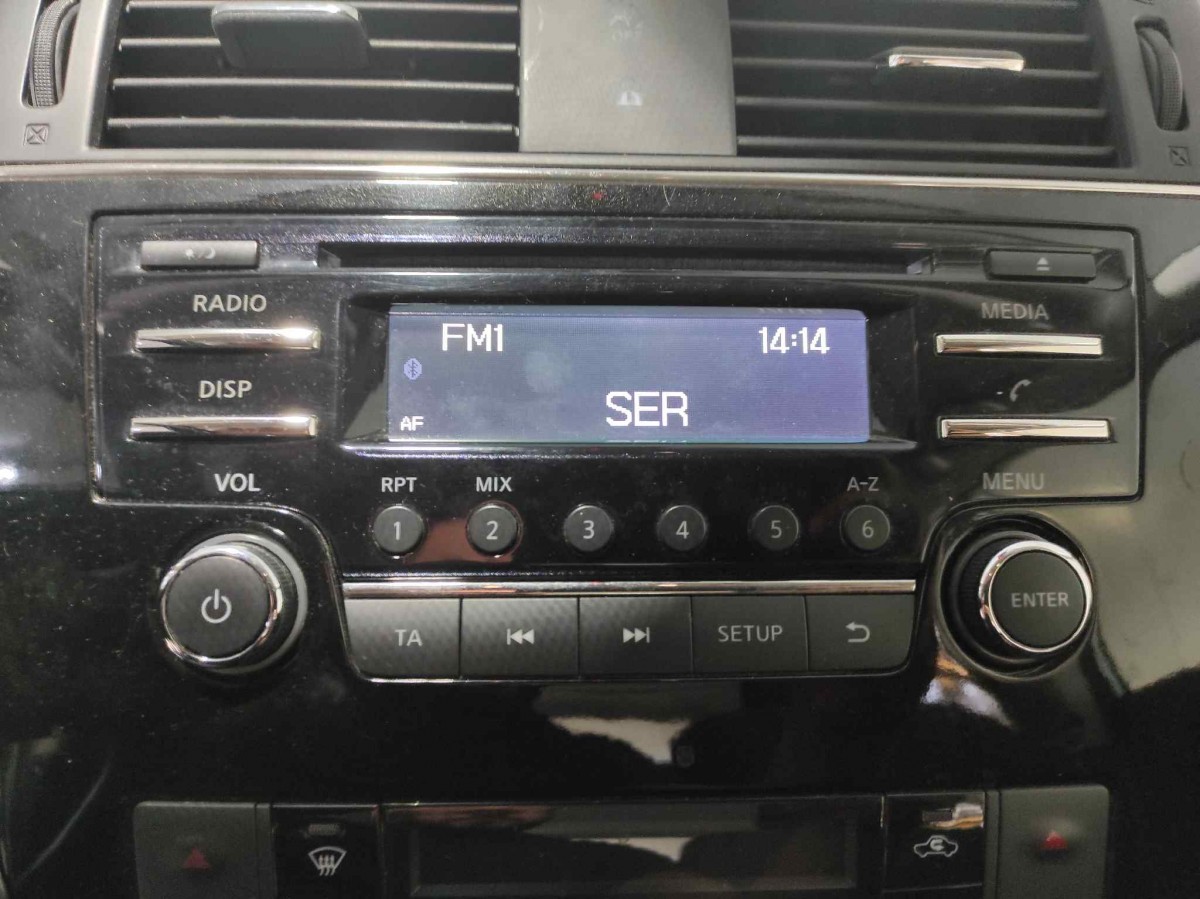 RADIO
MEDIA
FM1 14:14
DISP
AF SER
VOL
RPT MIX A-Z
MENU
1 2 3 4 5 6
TA SETUP
ENTER